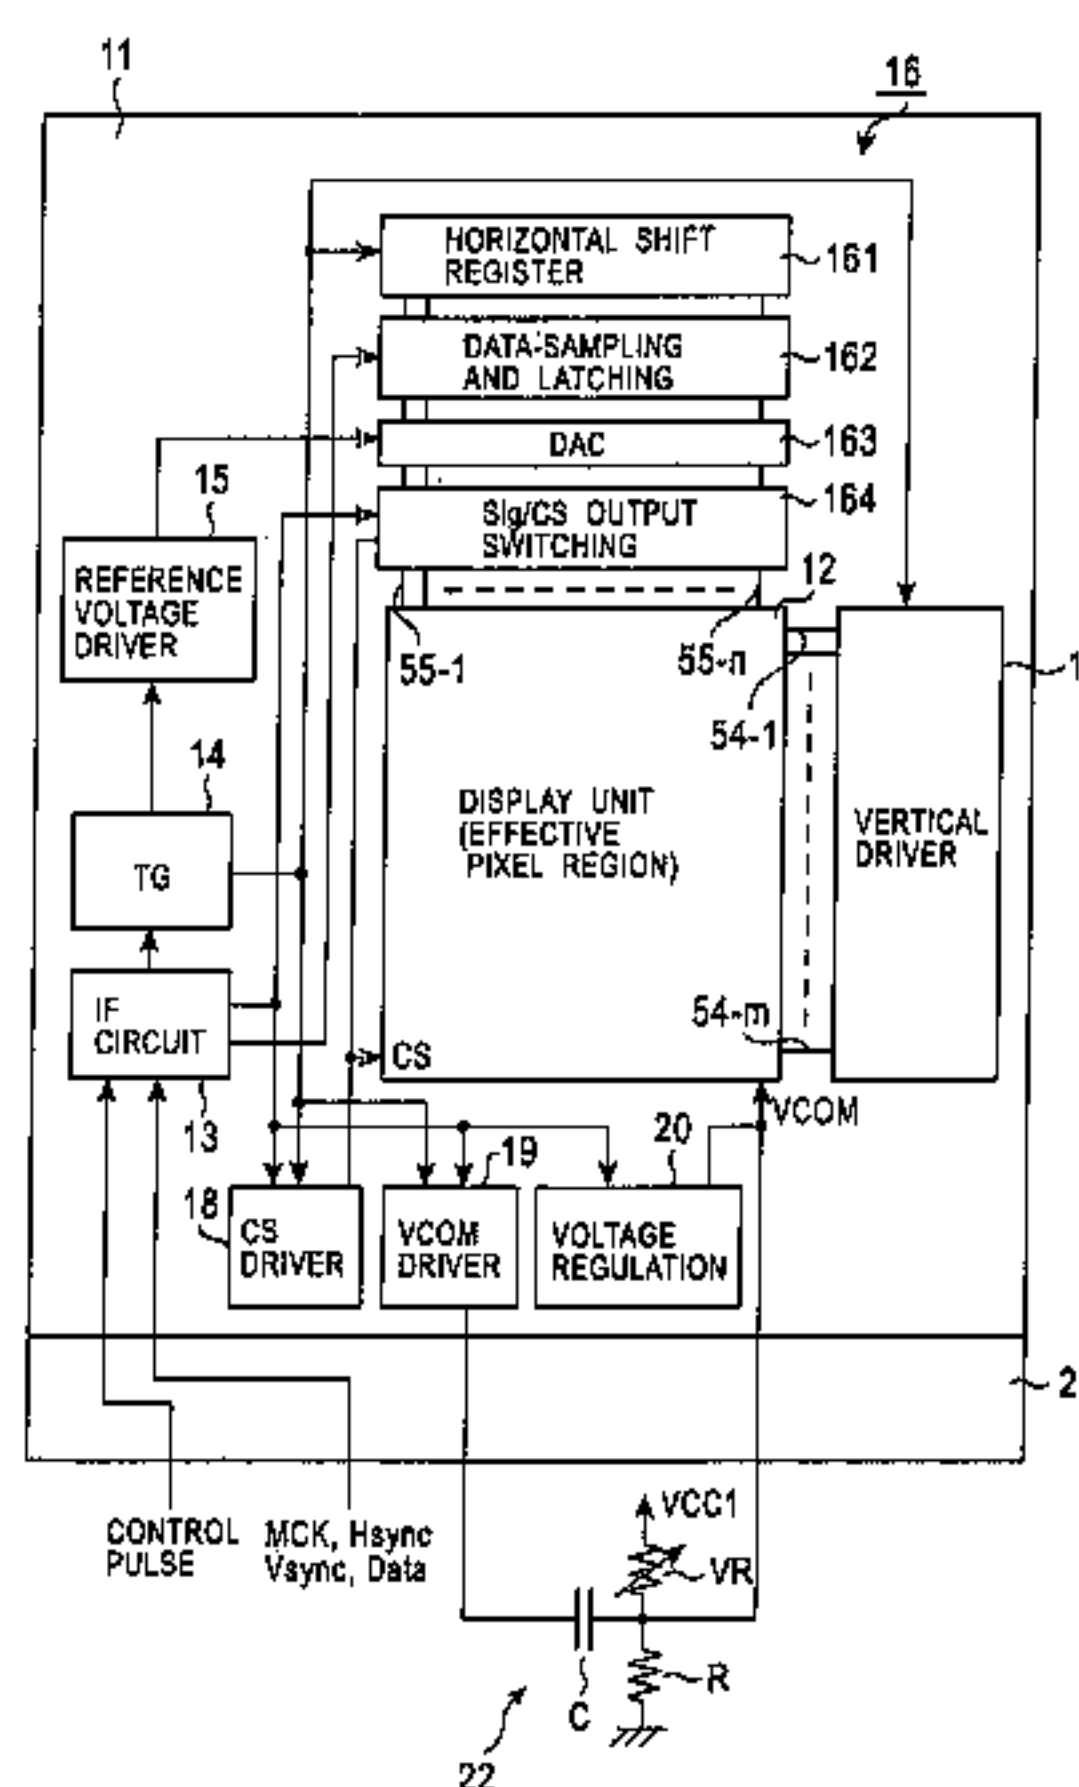 11
16
HORIZONTAL SHIFT
REGISTER
161
DATA-SAMPLING
AND LATCHING
162
DAC
163
Sig/CS OUTPUT
SWITCHING
164
15
REFERENCE
VOLTAGE
DRIVER
12
55-1
55-n
54-1
1
14
TG
DISPLAY UNIT
(EFFECTIVE
PIXEL REGION)
VERTICAL
DRIVER
IF
CIRCUIT
13
54-m
CS
VCOM
18
CS
DRIVER
19
VCOM
DRIVER
20
VOLTAGE
REGULATION
2
CONTROL
PULSE
MCK, Hsync
Vsync, Data
VCC1
VR
C
R
22